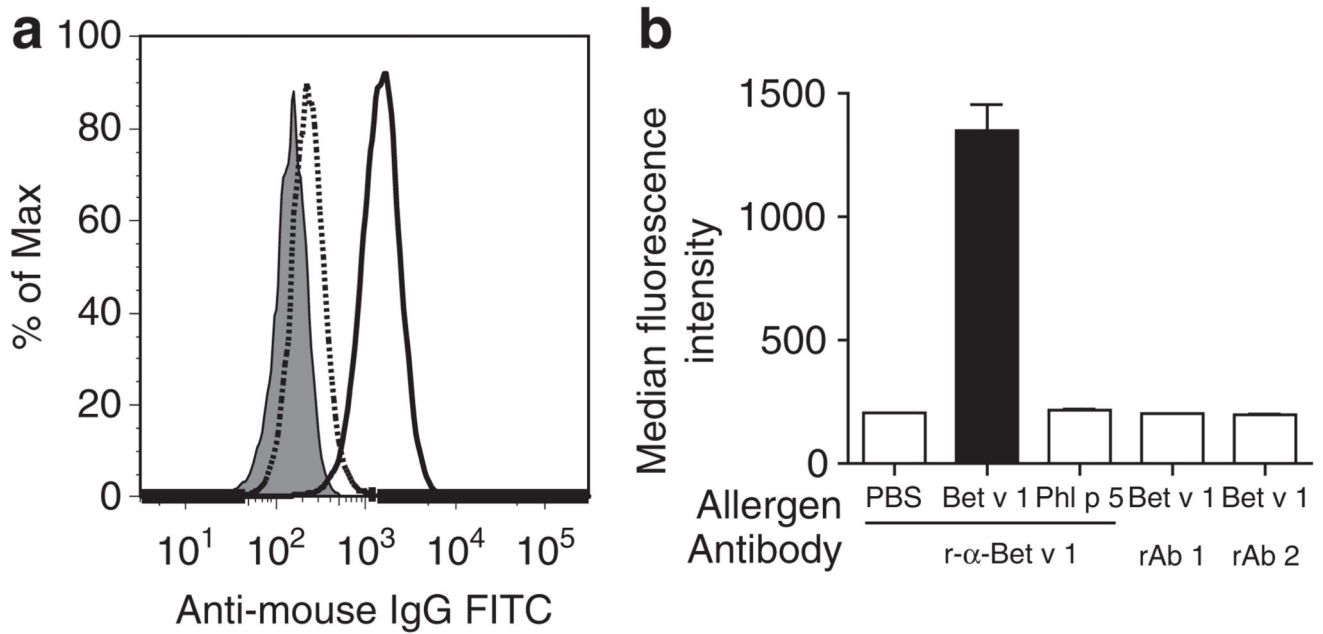 a
100
80
60
40
20
0
% of Max
10¹ 10² 10³ 10⁴ 10⁵
Anti-mouse IgG FITC
b
Median fluorescence
intensity
1500
1000
500
0
Allergen PBS Bet v 1 Phl p 5 Bet v 1 Bet v 1
Antibody r-α-Bet v 1 rAb 1 rAb 2